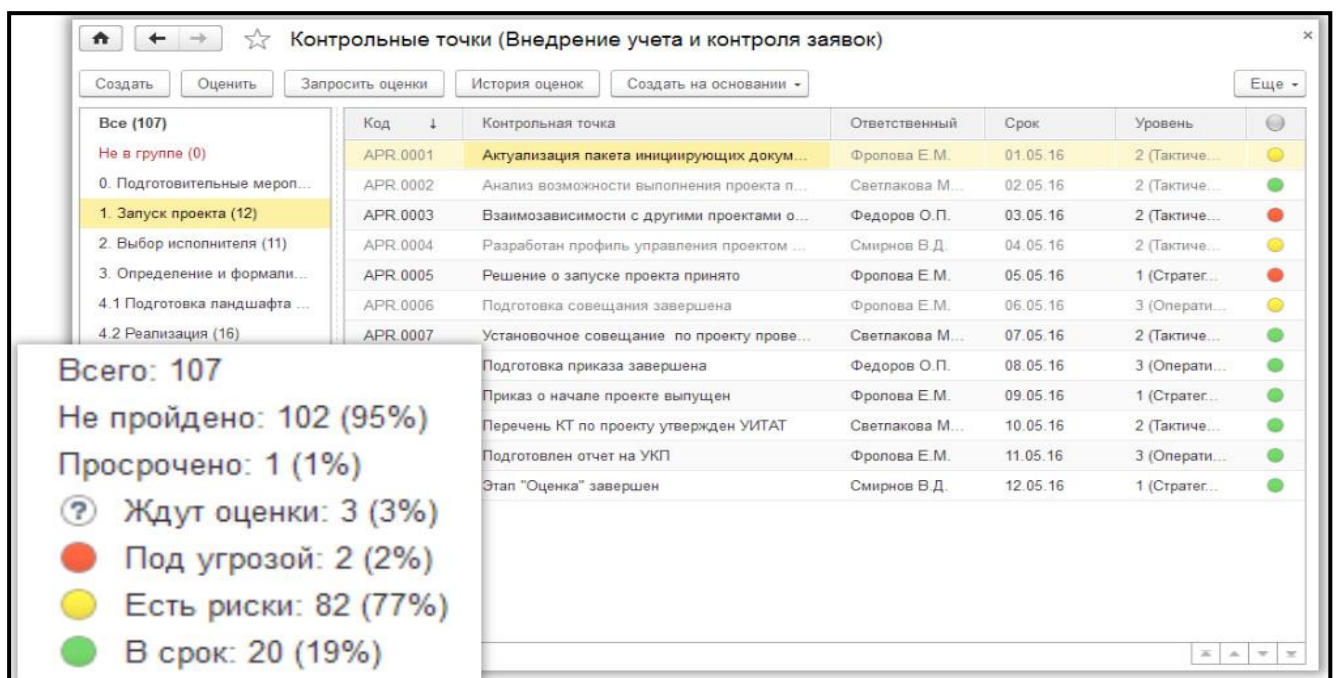 Контрольные точки (Внедрение учета и контроля заявок)
Создать Оценить Запросить оценки История оценок Создать на основании Еще
Все (107) Код ↓ Контрольная точка Ответственный Срок Уровень
Не в группе (0) APR.0001 Актуализация пакета инициирующих докум... Фролова Е.М. 01.05.16 2 (Тактиче...
0. Подготовительные мероп... APR.0002 Анализ возможности выполнения проекта п... Светлакова М... 02.05.16 2 (Тактиче...
1. Запуск проекта (12) APR.0003 Взаимозависимости с другими проектами о... Федоров О.П. 03.05.16 2 (Тактиче...
2. Выбор исполнителя (11) APR.0004 Разработан профиль управления проектом ... Смирнов В.Д. 04.05.16 2 (Тактиче...
3. Определение и формали... APR.0005 Решение о запуске проекта принято Фролова Е.М. 05.05.16 1 (Стратег...
4.1 Подготовка ландшафта ... APR.0006 Подготовка совещания завершена Фролова Е.М. 06.05.16 3 (Операти...
4.2 Реализация (16) APR.0007 Установочное совещание по проекту прове... Светлакова М... 07.05.16 2 (Тактиче...
Подготовка приказа завершена Федоров О.П. 08.05.16 3 (Операти...
Приказ о начале проекте выпущен Фролова Е.М. 09.05.16 1 (Стратег...
Перечень КТ по проекту утвержден УИТАТ Светлакова М... 10.05.16 2 (Тактиче...
Подготовлен отчет на УКП Фролова Е.М. 11.05.16 3 (Операти...
Этап "Оценка" завершен Смирнов В.Д. 12.05.16 1 (Стратег...
Всего: 107
Не пройдено: 102 (95%)
Просрочено: 1 (1%)
? Ждут оценки: 3 (3%)
Под угрозой: 2 (2%)
Есть риски: 82 (77%)
В срок: 20 (19%)